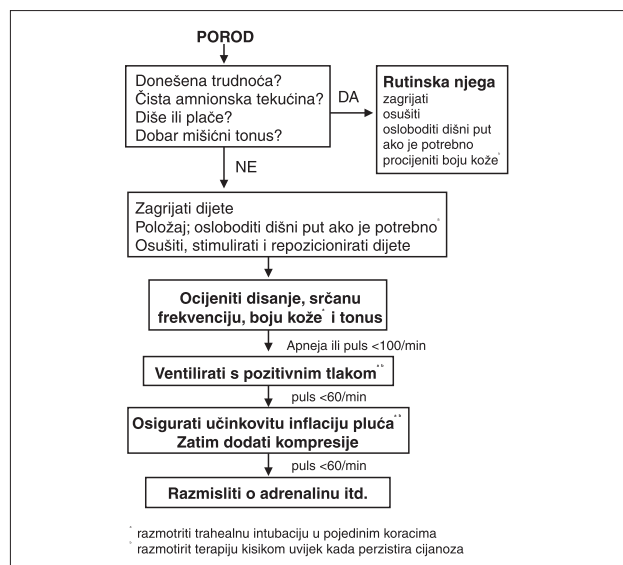 POROD
Donešena trudnoća?
Čista amnionska tekućina?
Diše ili plače?
Dobar mišićni tonus?
DA
Rutinska njega
zagrijati
osušiti
osloboditi dišni put
ako je potrebno
procijeniti boju kože
NE
Zagrijati dijete
Položaj; osloboditi dišni put ako je potrebno
Osušiti, stimulirati i repozicionirati dijete
Ocijeniti disanje, srčanu
frekvenciju, boju kože i tonus
Apneja ili puls <100/min
Ventilirati s pozitivnim tlakom
puls <60/min
Osigurati učinkovitu inflaciju pluća
Zatim dodati kompresije
puls <60/min
Razmisliti o adrenalinu itd.
razmotriti trahealnu intubaciju u pojedinim koracima
razmotirit terapiju kisikom uvijek kada perzistira cijanoza